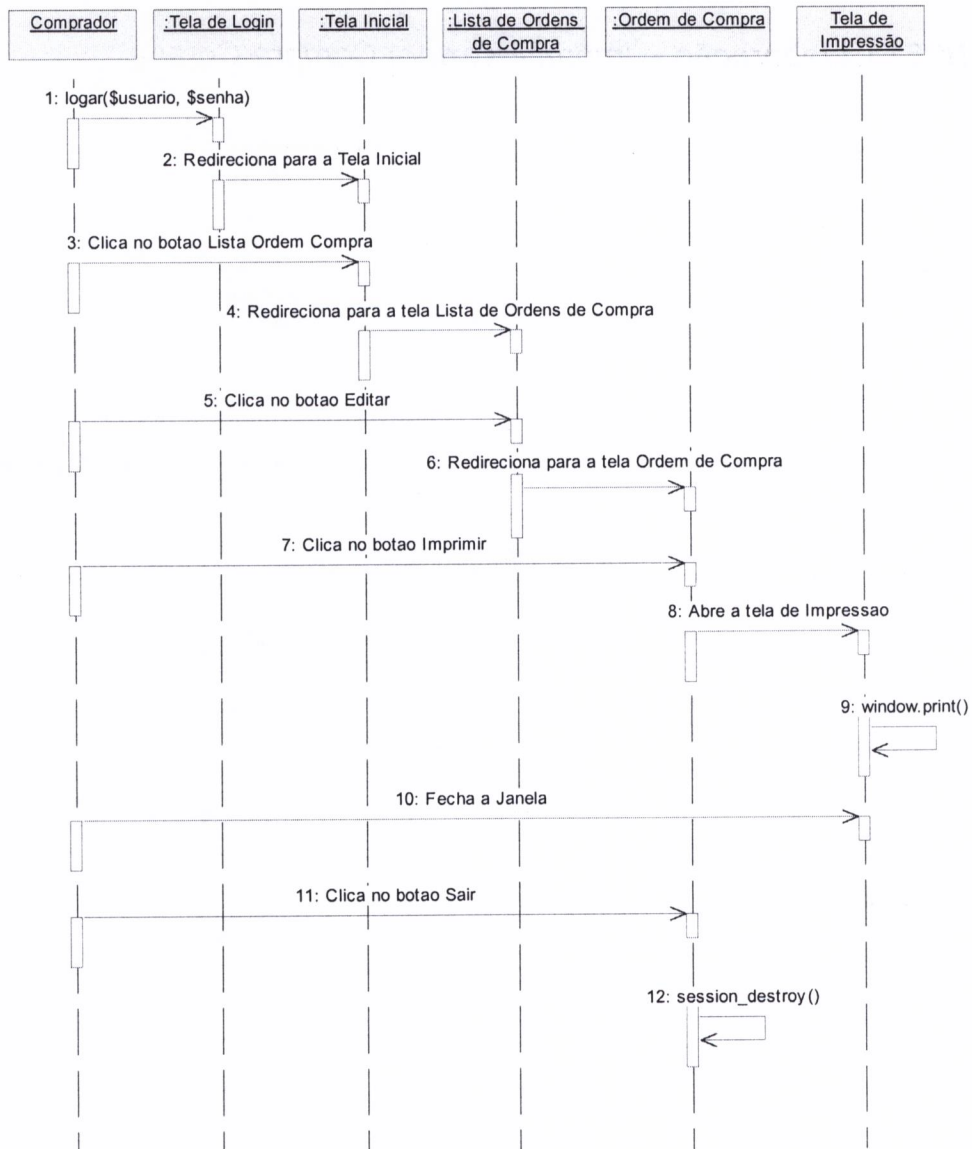 Comprador
:Tela de Login
:Tela Inicial
:Lista de Ordens
de Compra
:Ordem de Compra
Tela de
Impressão
1: logar($usuario, $senha)
2: Redireciona para a Tela Inicial
3: Clica no botao Lista Ordem Compra
4: Redireciona para a tela Lista de Ordens de Compra
5: Clica no botao Editar
6: Redireciona para a tela Ordem de Compra
7: Clica no botao Imprimir
8: Abre a tela de Impressao
9: window.print()
10: Fecha a Janela
11: Clica no botao Sair
12: session_destroy()